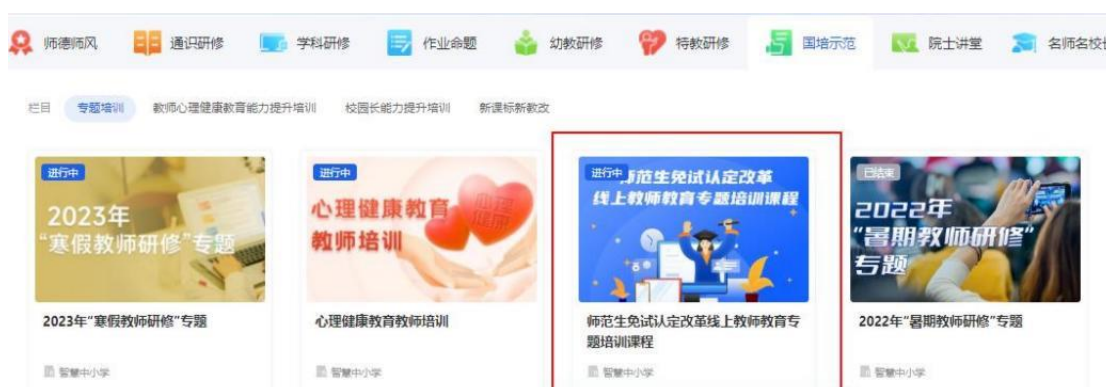 师德师风 通识研修 学科研修 作业命题 幼教研修 特教研修 国培示范 院士讲堂 名师名校长
栏目 专题培训 教师心理健康教育能力提升培训 校园长能力提升培训 新课标新教改
进行中
2023年
“寒假教师研修”专题
2023年“寒假教师研修”专题
智慧中小学
进行中
心理健康教育
教师培训
心理
健康
心理健康教育教师培训
智慧中小学
进行中
师范生免试认定改革
线上教师教育专题培训课程
师范生免试认定改革线上教师教育专
题培训课程
智慧中小学
已结束
2022年
“暑期教师研修”
专题
2022年“暑期教师研修”专题
智慧中小学